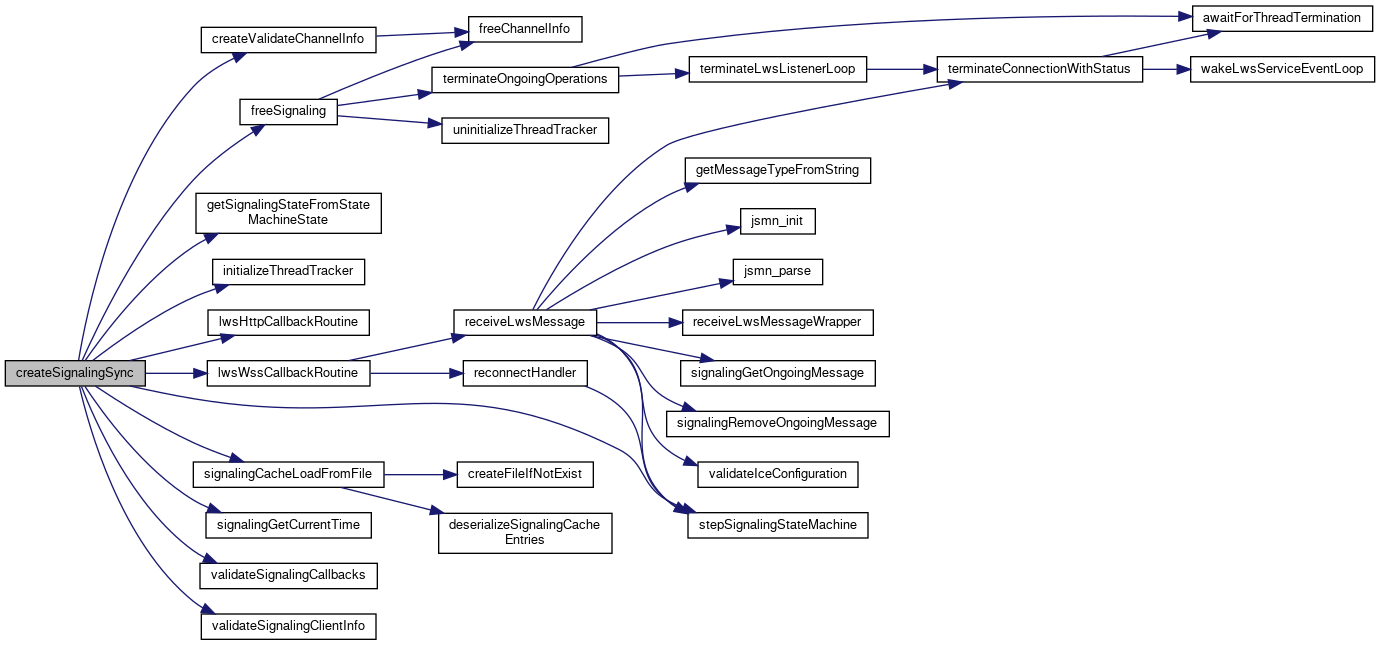 createSignalingSync
createValidateChannelInfo
freeSignaling
getSignalingStateFromState
MachineState
initializeThreadTracker
lwsHttpCallbackRoutine
lwsWssCallbackRoutine
signalingCacheLoadFromFile
signalingGetCurrentTime
validateSignalingCallbacks
validateSignalingClientInfo
freeChannelInfo
terminateOngoingOperations
uninitializeThreadTracker
receiveLwsMessage
reconnectHandler
createFileIfNotExist
deserializeSignalingCache
Entries
terminateLwsListenerLoop
getMessageTypeFromString
jsmn_init
jsmn_parse
receiveLwsMessageWrapper
signalingGetOngoingMessage
signalingRemoveOngoingMessage
validateIceConfiguration
stepSignalingStateMachine
terminateConnectionWithStatus
awaitForThreadTermination
wakeLwsServiceEventLoop